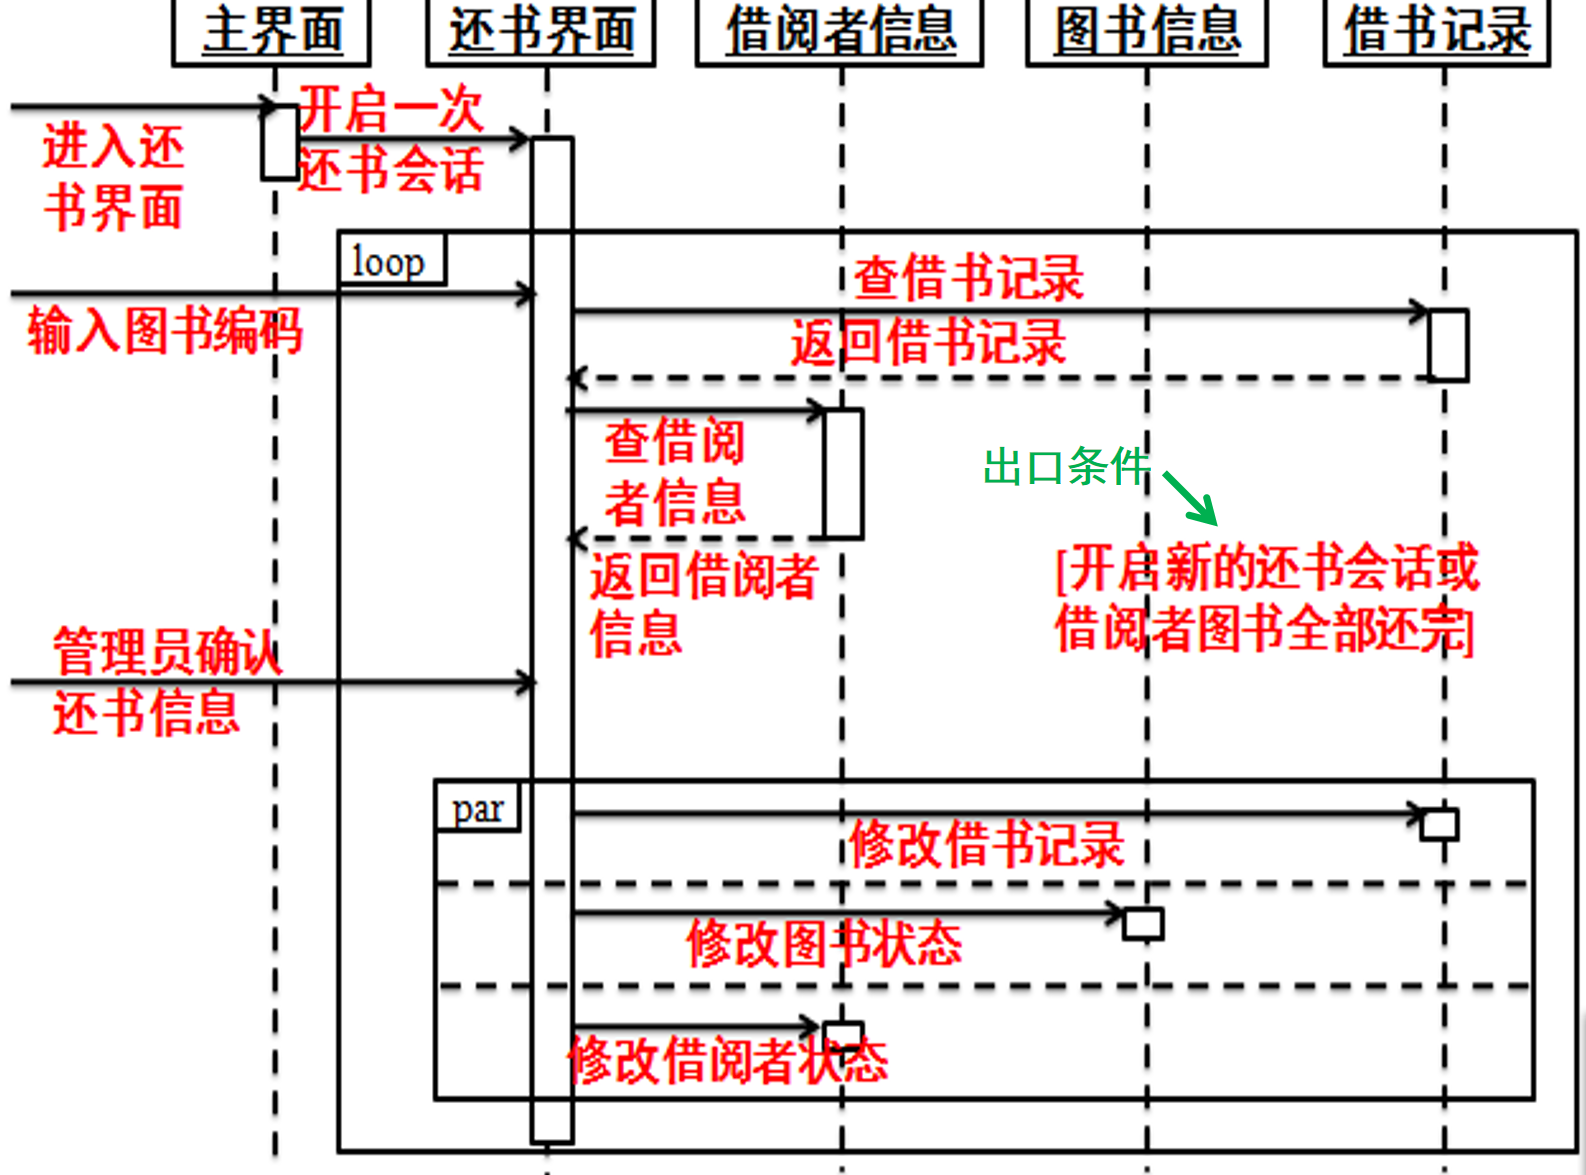 主界面
还书界面
借阅者信息
图书信息
借书记录
开启一次
还书会话
进入还
书界面
loop
查借书记录
输入图书编码
返回借书记录
查借阅
者信息
出口条件
返回借阅者
信息
[开启新的还书会话或
借阅者图书全部还完]
管理员确认
还书信息
par
修改借书记录
修改图书状态
修改借阅者状态